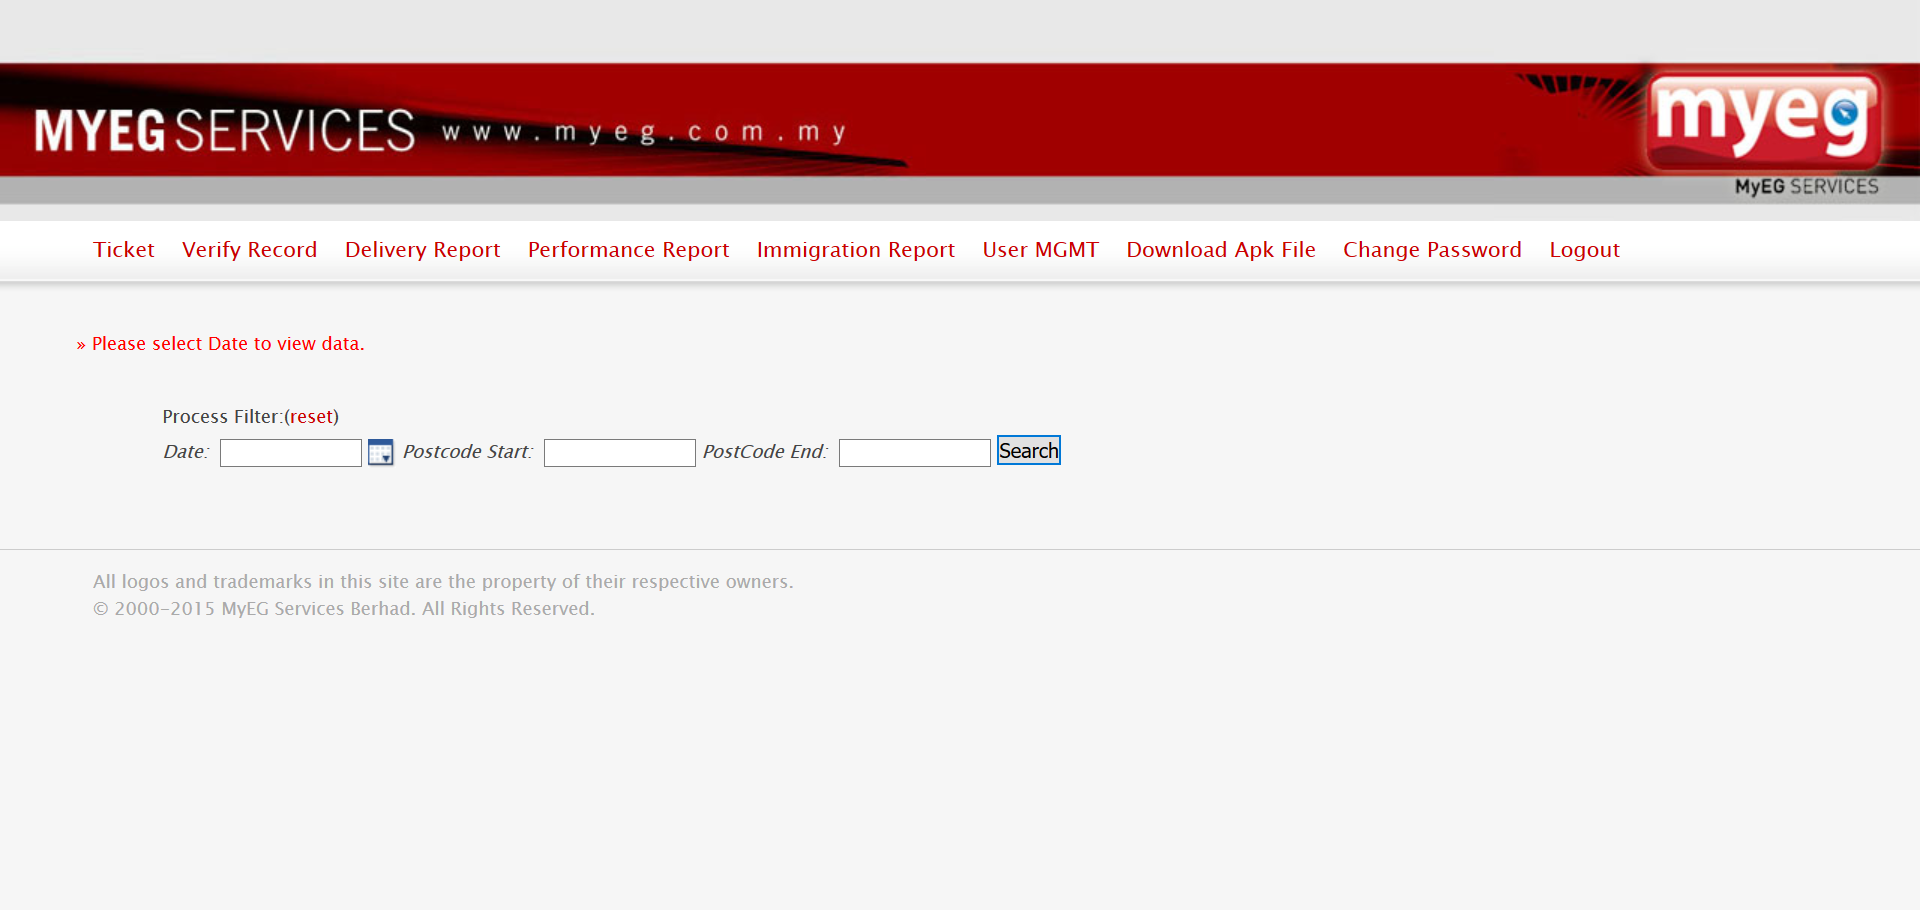 MYEG SERVICES www.myeg.com.my
myeg
MyEG SERVICES
Ticket Verify Record Delivery Report Performance Report Immigration Report User MGMT Download Apk File Change Password Logout
» Please select Date to view data.
Process Filter:(reset)
Date: Postcode Start: PostCode End: Search
All logos and trademarks in this site are the property of their respective owners.
© 2000-2015 MyEG Services Berhad. All Rights Reserved.